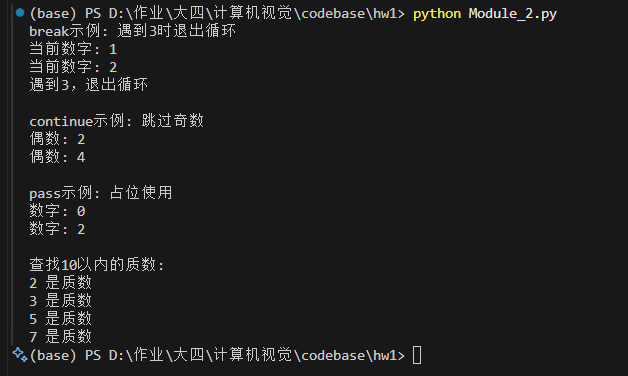 (base) PS D:\作业\大四\计算机视觉\codebase\hw1> python Module_2.py
break示例: 遇到3时退出循环
当前数字: 1
当前数字: 2
遇到3，退出循环
continue示例: 跳过奇数
偶数: 2
偶数: 4
pass示例: 占位使用
数字: 0
数字: 2
查找10以内的质数:
2 是质数
3 是质数
5 是质数
7 是质数
(base) PS D:\作业\大四\计算机视觉\codebase\hw1>